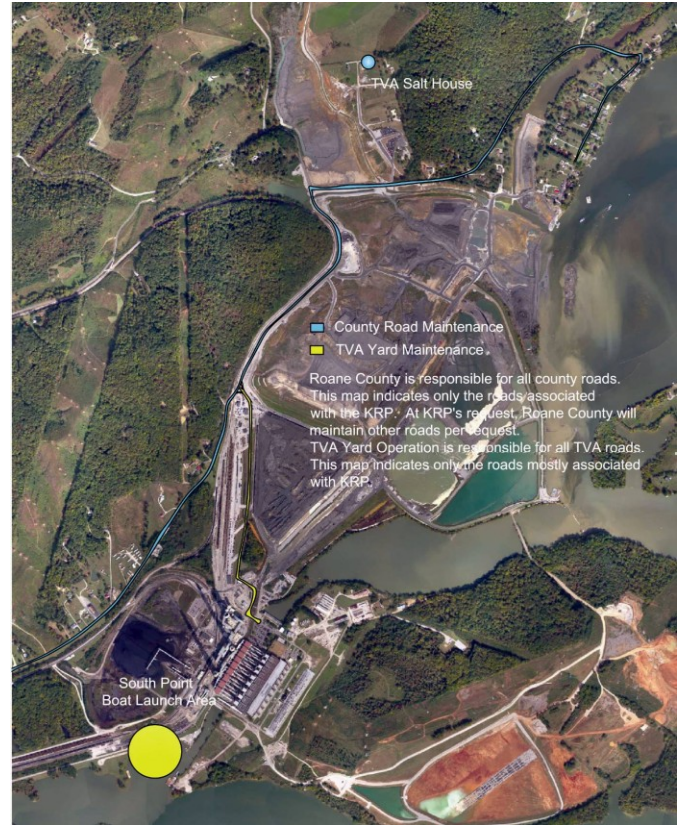 TVA Salt House
County Road Maintenance
TVA Yard Maintenance
Roane County is responsible for all county roads.
This map indicates only the roads associated
with the KRP. At KRP's request, Roane County will
maintain other roads per request.
TVA Yard Operation is responsible for all TVA roads.
This map indicates only the roads mostly associated
with KRP.
South Point
Boat Launch Area